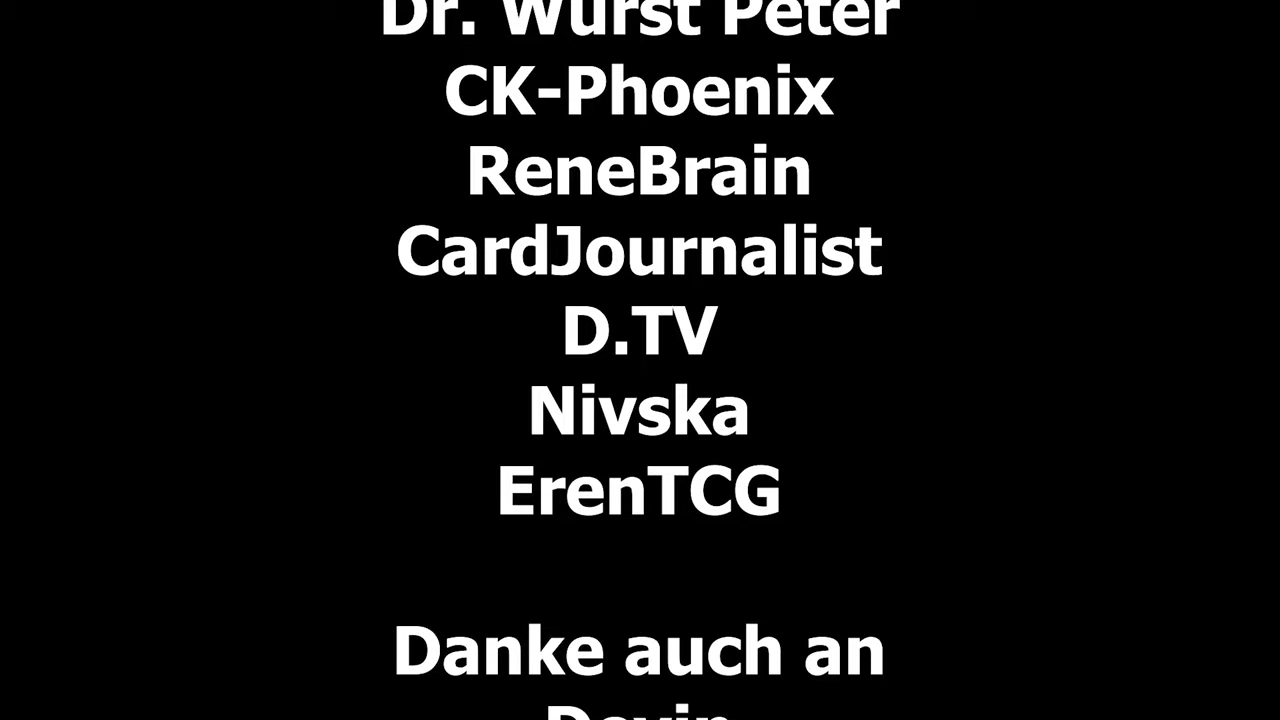 Dr. Wurst Peter
CK-Phoenix
ReneBrain
CardJournalist
D.TV
Nivska
ErenTCG
Danke auch an